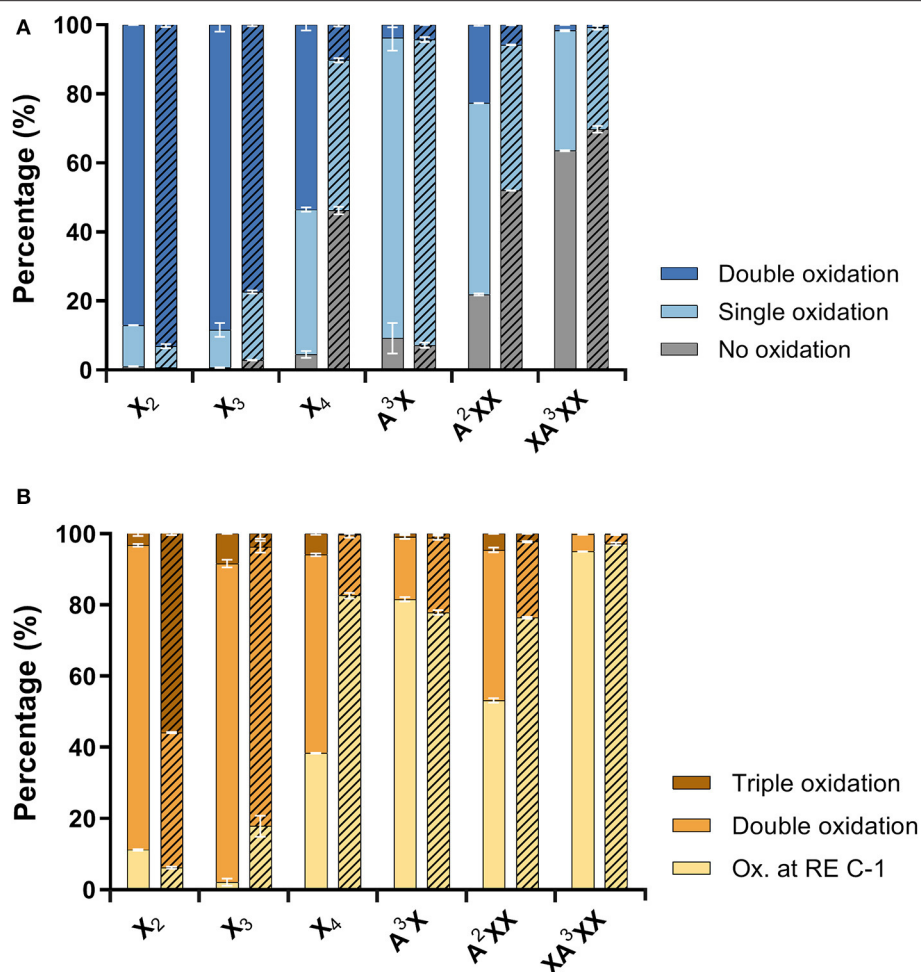 A
Percentage (%)
100
80
60
40
20
0
X₂
X₃
X₄
A³X
A²XX
XA³XX
Double oxidation
Single oxidation
No oxidation
B
Percentage (%)
100
80
60
40
20
0
X₂
X₃
X₄
A³X
A²XX
XA³XX
Triple oxidation
Double oxidation
Ox. at RE C-1